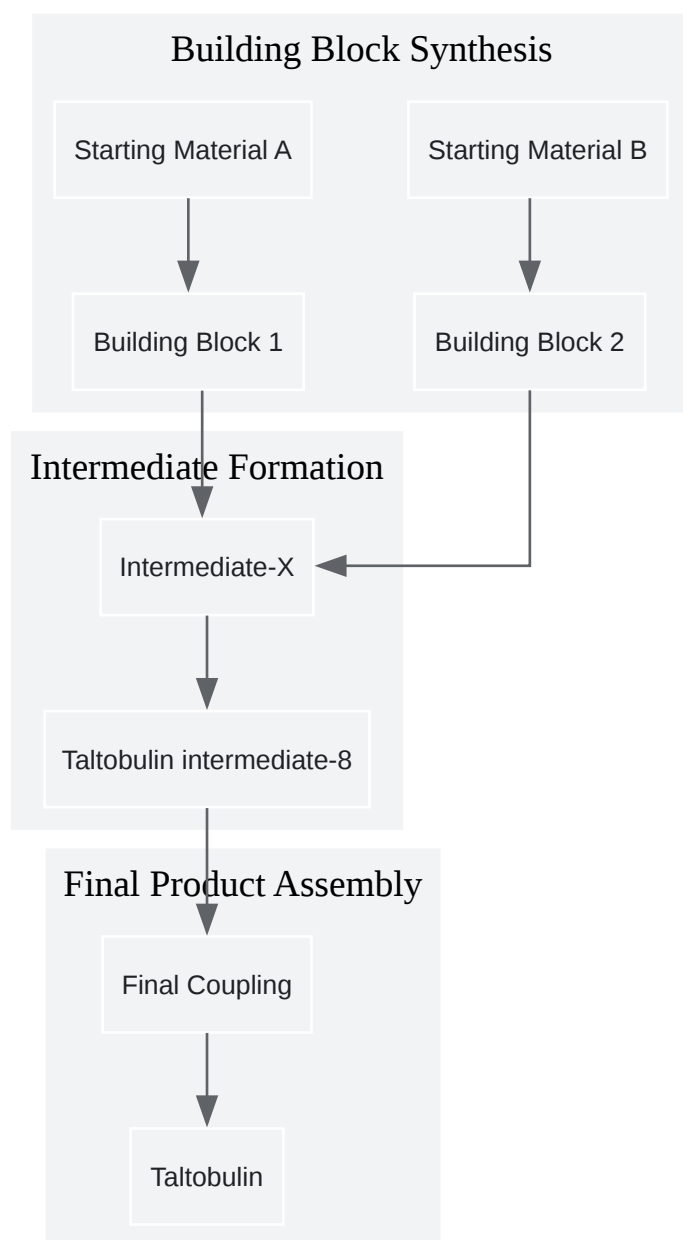 Building Block Synthesis
Starting Material A
Starting Material B
Building Block 1
Building Block 2
Intermediate Formation
Intermediate-X
Taltobulin intermediate-8
Final Product Assembly
Final Coupling
Taltobulin